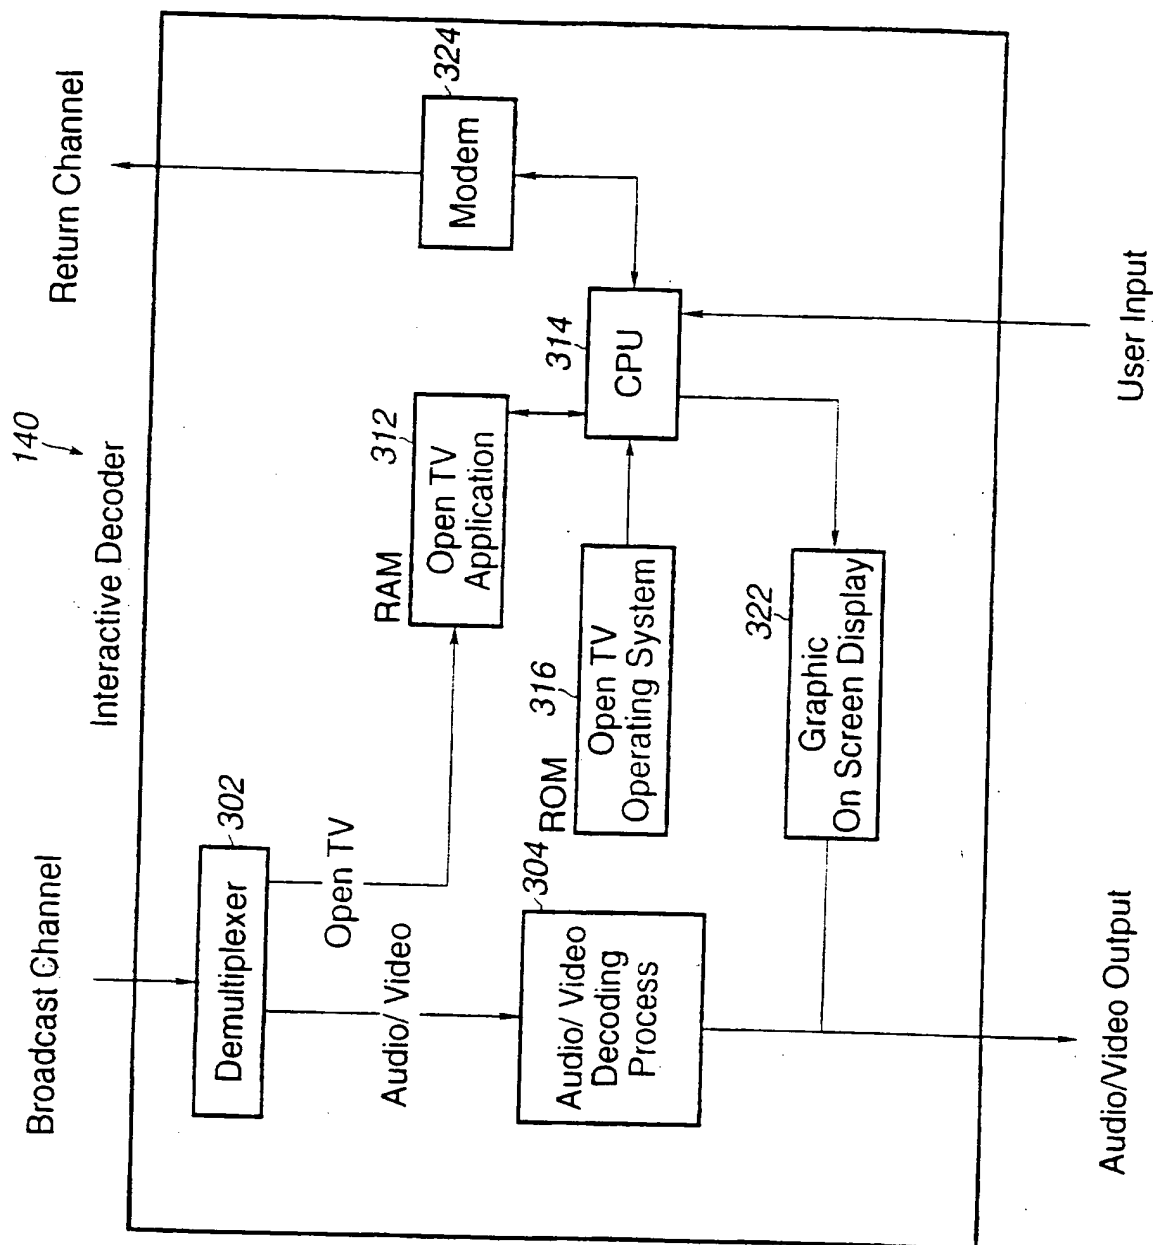 140
Interactive Decoder
Broadcast Channel
Return Channel
Demultiplexer
302
Open TV
Audio/ Video
Audio/ Video
Decoding
Process
304
RAM
312
Open TV
Application
ROM
316
Open TV
Operating System
314
CPU
Modem
324
322
Graphic
On Screen Display
Audio/Video Output
User Input